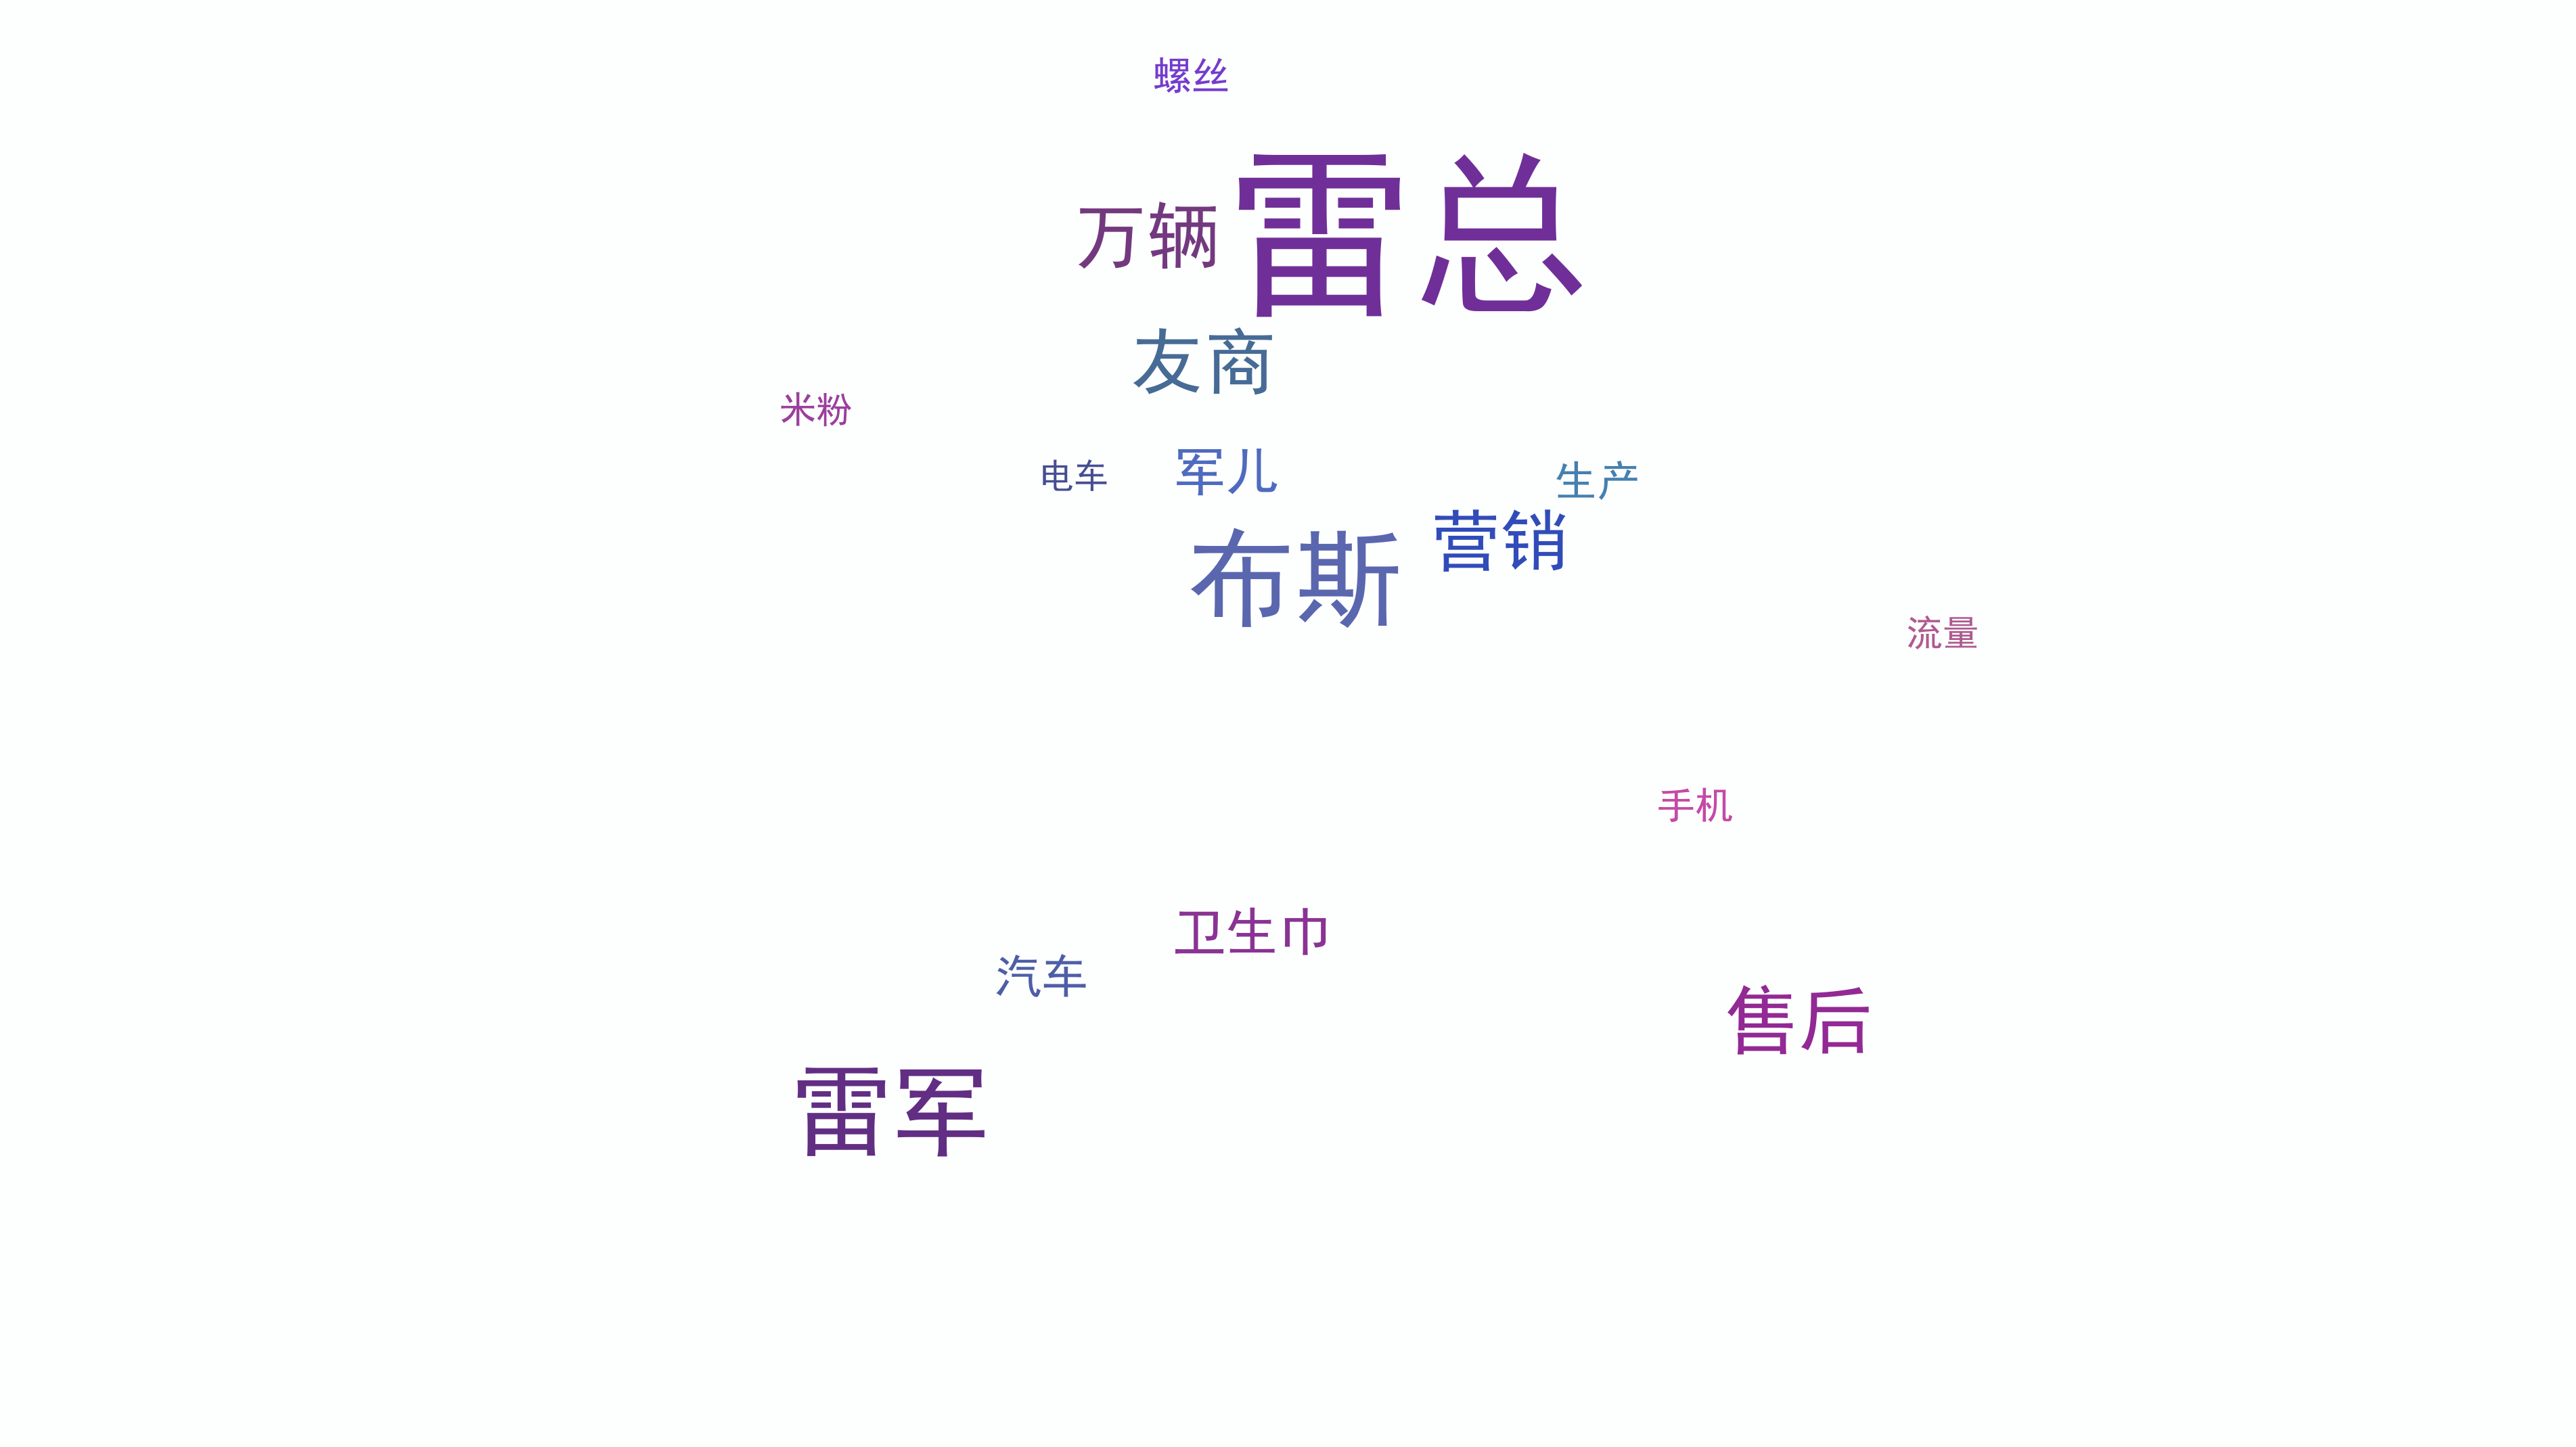 螺丝
雷总
万辆
友商
米粉
电车
军儿
生产
营销
布斯
流量
手机
卫生巾
汽车
售后
雷军